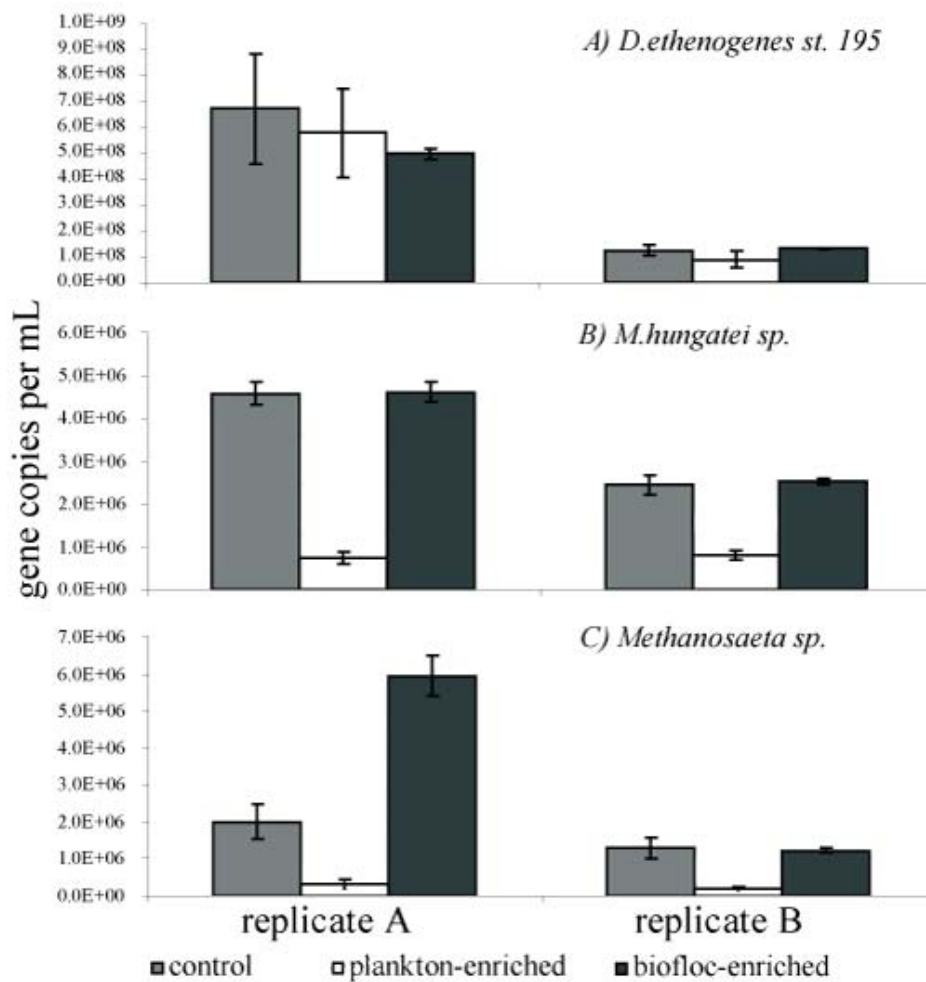 gene copies per mL
A) D.ethenogenes st. 195
1.0E+09
9.0E+08
8.0E+08
7.0E+08
6.0E+08
5.0E+08
4.0E+08
3.0E+08
2.0E+08
1.0E+08
0.0E+00
B) M.hungatei sp.
6.0E+06
5.0E+06
4.0E+06
3.0E+06
2.0E+06
1.0E+06
0.0E+00
C) Methanosaeta sp.
7.0E+06
6.0E+06
5.0E+06
4.0E+06
3.0E+06
2.0E+06
1.0E+06
0.0E+00
replicate A replicate B
control plankton-enriched biofloc-enriched